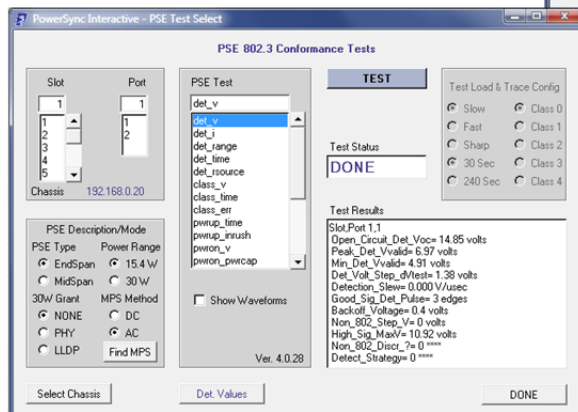 PowerSync Interactive - PSE Test Select
PSE 802.3 Conformance Tests
Slot Port
1 1
1
2
3
4
5
1
2
Chassis 192.168.0.20
PSE Description/Mode
PSE Type Power Range
EndSpan 15.4 W
MidSpan 30 W
30W Grant MPS Method
NONE DC
PHY AC
LLDP Find MPS
Select Chassis
PSE Test
det_v
det_v
det_i
det_range
det_time
det_rsource
class_v
class_time
class_err
pwrup_time
pwrup_inrush
pwron_v
pwron_pwrcap
Show Waveforms
Ver. 4.0.28
Det. Values
TEST
Test Status
DONE
Test Load & Trace Config
Slow Class 0
Fast Class 1
Sharp Class 2
30 Sec Class 3
240 Sec Class 4
Test Results
Slot,Port 1,1
Open_Circuit_Det_Voc= 14.85 volts
Peak_Det_Vvalid= 6.97 volts
Min_Det_Vvalid= 4.91 volts
Det_Volt_Step_dVtest= 1.38 volts
Detection_Slew= 0.000 V/usec
Good_Sig_Det_Pulse= 3 edges
Backoff_Voltage= 0.4 volts
Non_802_Step_V= 0 volts
High_Sig_MaxV= 10.92 volts
Non_802_Discr_?= 0 ****
Detect_Strategy= 0 ****
DONE